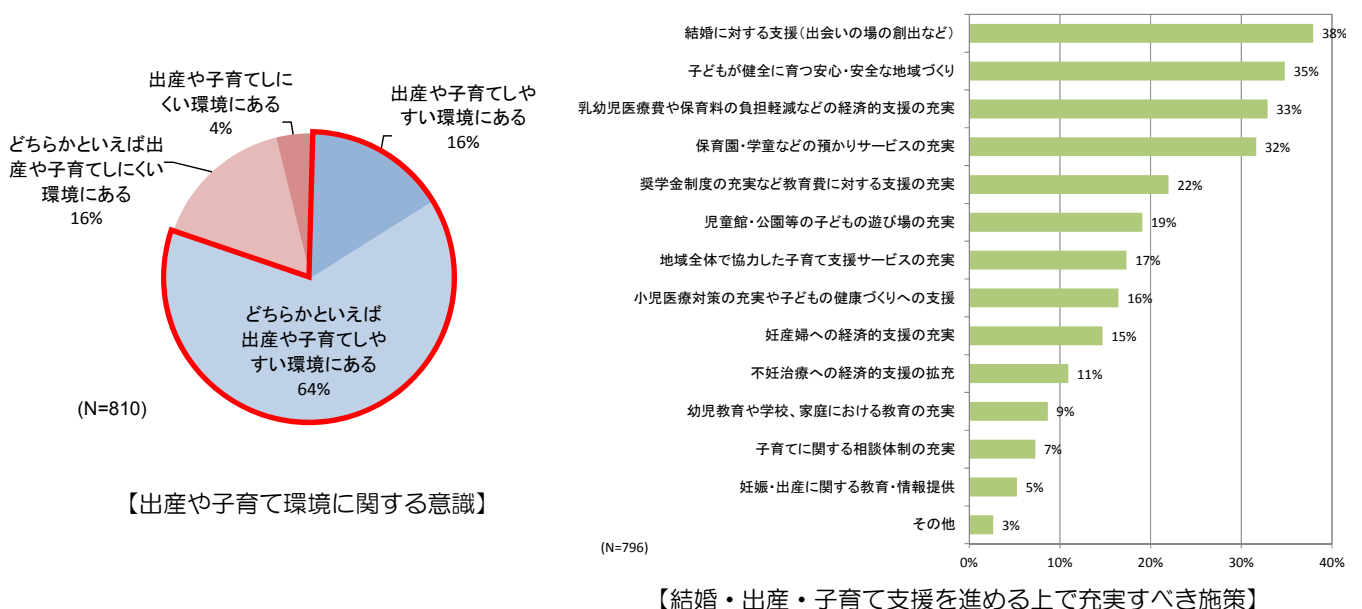 出産や子育てしに
くい環境にある
4%
出産や子育てしや
すい環境にある
16%
どちらかといえば出
産や子育てしにくい
環境にある
16%
どちらかといえば
出産や子育てしや
すい環境にある
64%
(N=810)
【出産や子育て環境に関する意識】
結婚に対する支援（出会いの場の創出など） 38%
子どもが健全に育つ安心・安全な地域づくり 35%
乳幼児医療費や保育料の負担軽減などの経済的支援の充実 33%
保育園・学童などの預かりサービスの充実 32%
奨学金制度の充実など教育費に対する支援の充実 22%
児童館・公園等の子どもの遊び場の充実 19%
地域全体で協力した子育て支援サービスの充実 17%
小児医療対策の充実や子どもの健康づくりへの支援 16%
妊産婦への経済的支援の充実 15%
不妊治療への経済的支援の拡充 11%
幼児教育や学校、家庭における教育の充実 9%
子育てに関する相談体制の充実 7%
妊娠・出産に関する教育・情報提供 5%
その他 3%
(N=796)
0% 10% 20% 30% 40%
【結婚・出産・子育て支援を進める上で充実すべき施策】